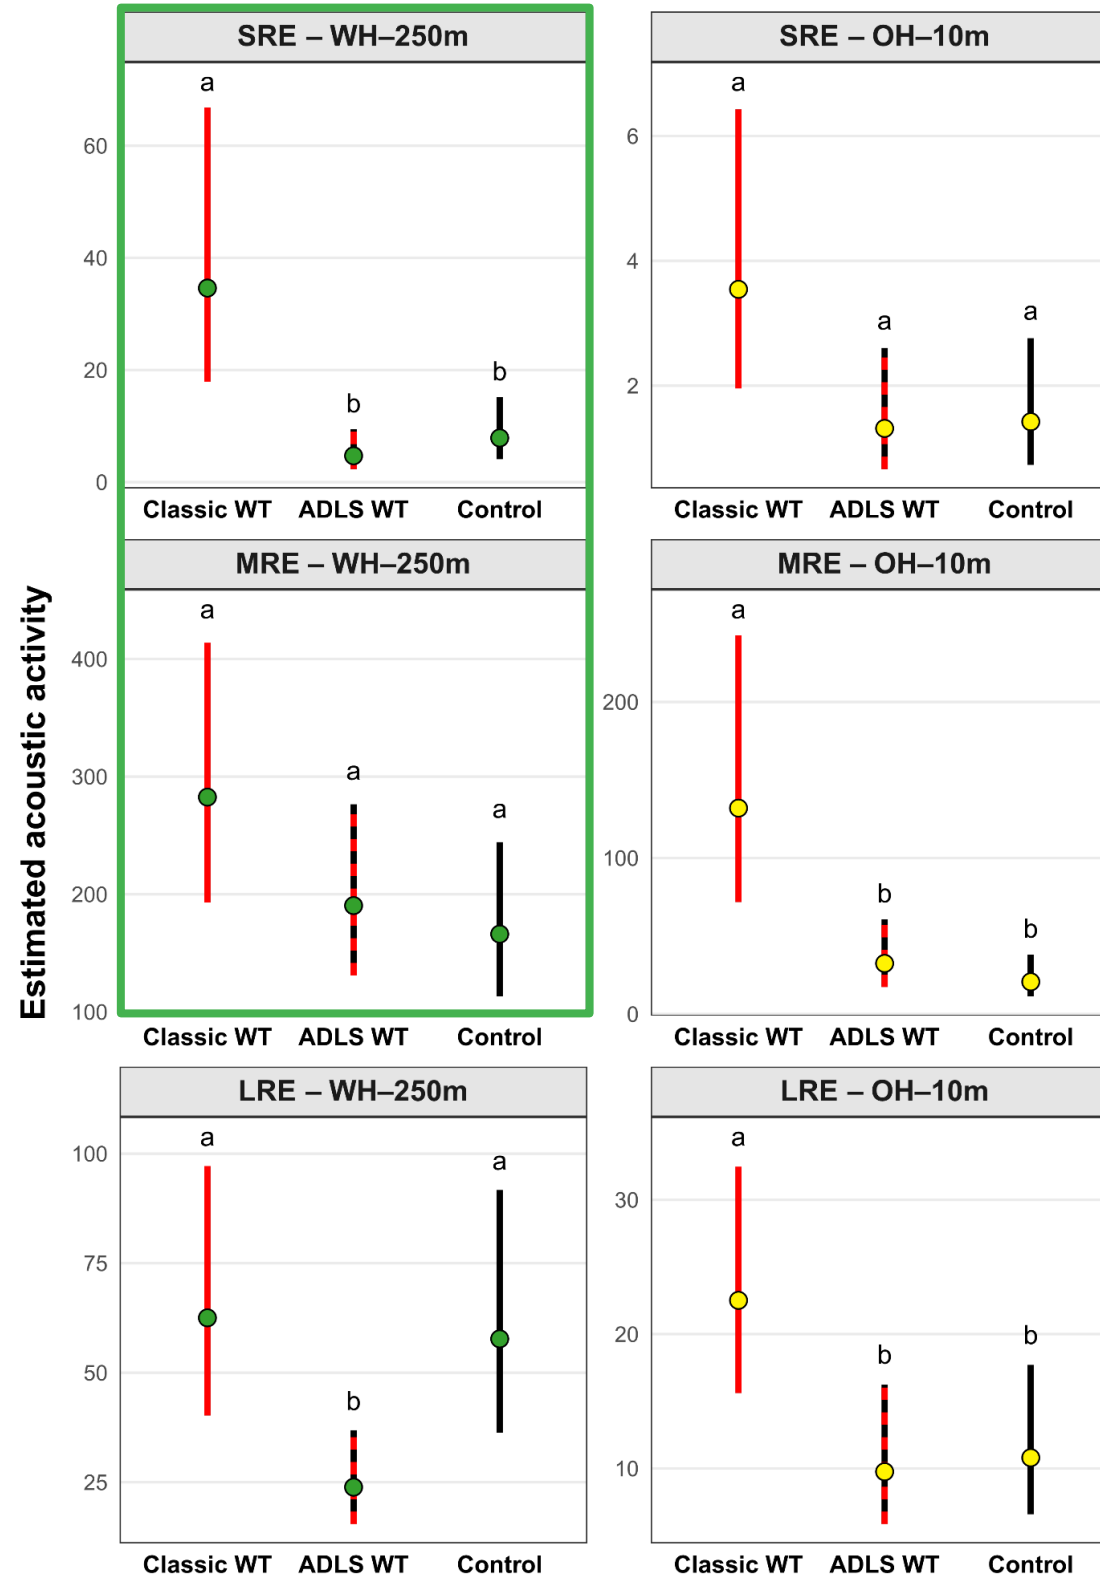 SRE – WH–250m
SRE – OH–10m
a
60
40
20
0
b
b
Classic WT ADLS WT Control
a
6
4
2
a
a
Classic WT ADLS WT Control
Estimated acoustic activity
MRE – WH–250m
MRE – OH–10m
a
400
300
200
100
a
a
Classic WT ADLS WT Control
a
200
100
0
b
b
Classic WT ADLS WT Control
LRE – WH–250m
LRE – OH–10m
a
100
75
50
25
b
a
Classic WT ADLS WT Control
a
30
20
10
b
b
Classic WT ADLS WT Control